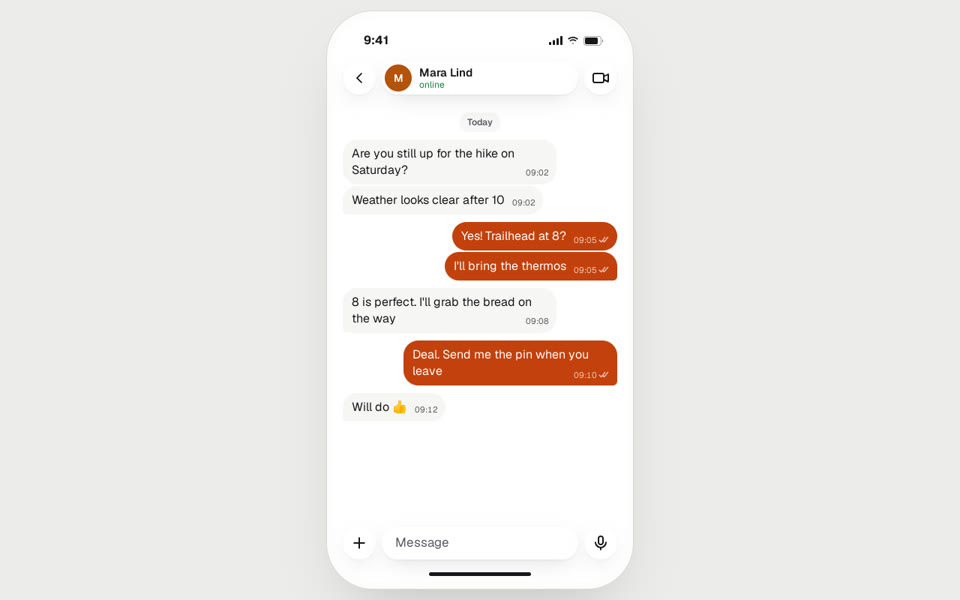 9:41
M
Mara Lind
online
Today
Are you still up for the hike on
Saturday?
09:02
Weather looks clear after 10 09:02
Yes! Trailhead at 8? 09:05
I'll bring the thermos 09:05
8 is perfect. I'll grab the bread on
the way
09:08
Deal. Send me the pin when you
leave
09:10
Will do 👍 09:12
Message